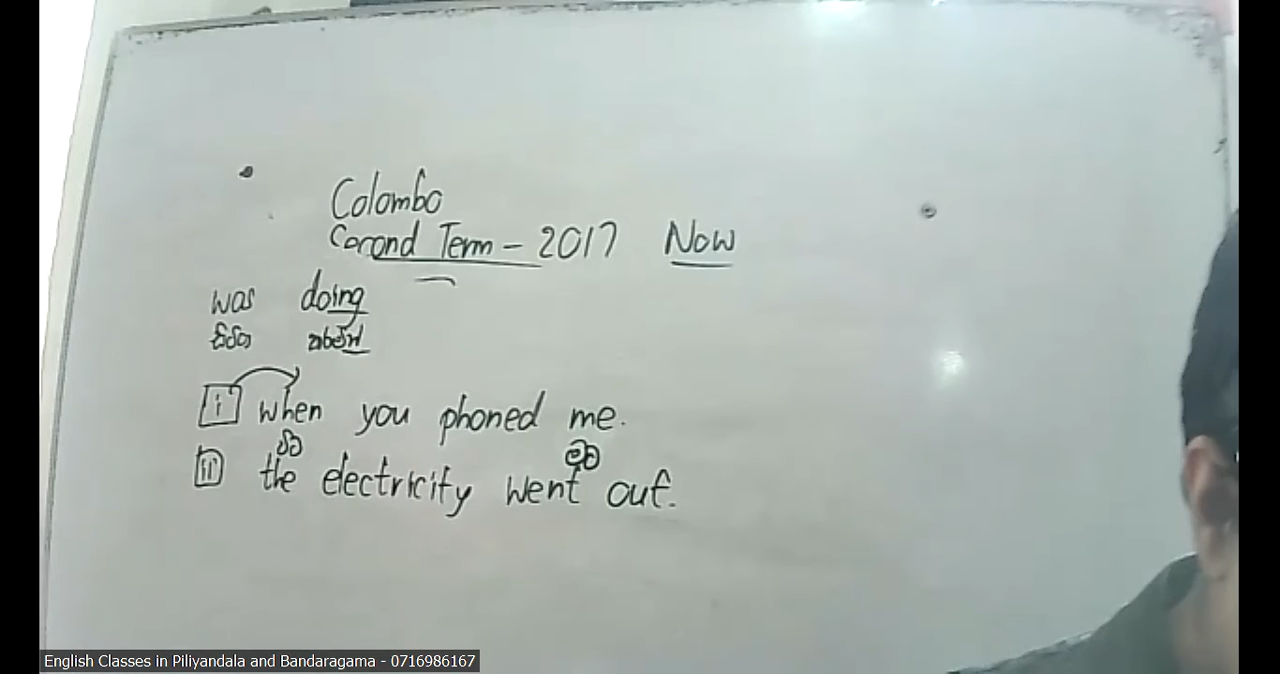 Colombo
Cecond Term - 2017 Now
was doing
සිටියා
i when you phoned me.
ii the electricity went out.
English Classes in Piliyandala and Bandaragama - 0716986167